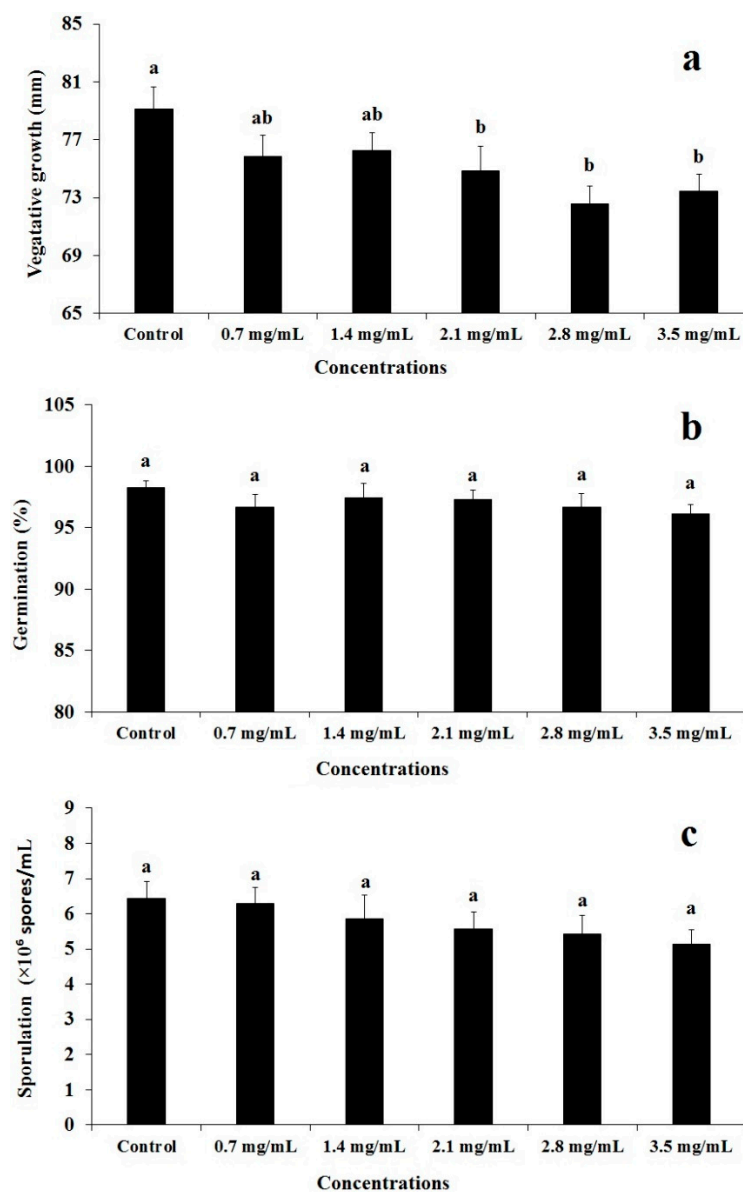 a
85
81
77
73
69
65
Vegatative growth (mm)
a ab ab b b b
Control 0.7 mg/mL 1.4 mg/mL 2.1 mg/mL 2.8 mg/mL 3.5 mg/mL
Concentrations
b
105
100
95
90
85
80
Germination (%)
a a a a a a
Control 0.7 mg/mL 1.4 mg/mL 2.1 mg/mL 2.8 mg/mL 3.5 mg/mL
Concentrations
c
9
8
7
6
5
4
3
2
1
0
Sporulation (×10⁶ spores/mL
a a a a a a
Control 0.7 mg/mL 1.4 mg/mL 2.1 mg/mL 2.8 mg/mL 3.5 mg/mL
Concentrations